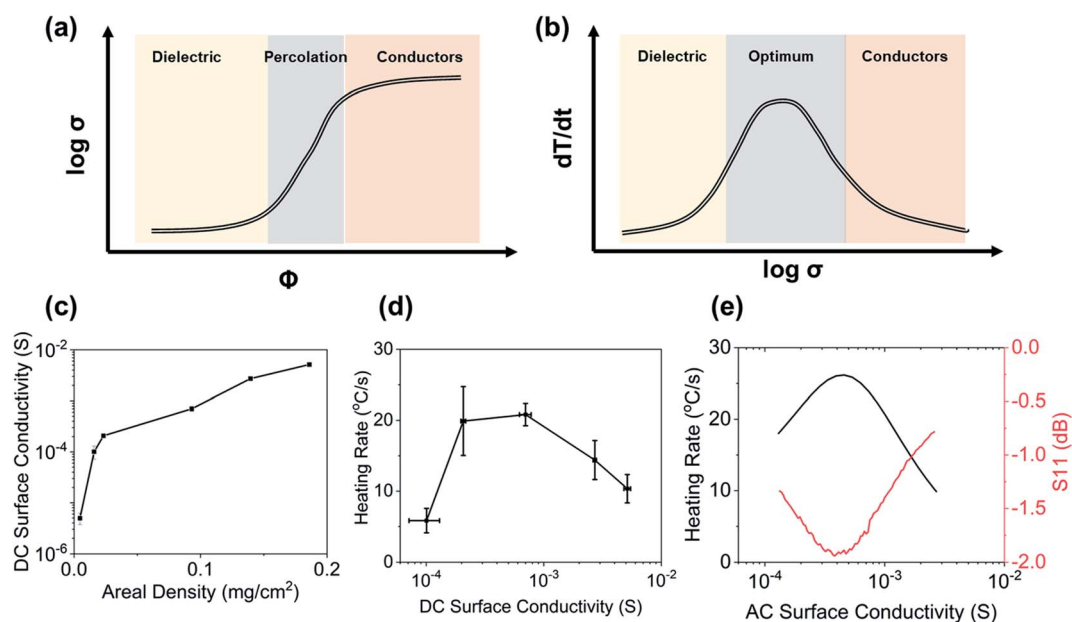 (a)
Dielectric
Percolation
Conductors
log σ
Φ
(b)
Dielectric
Optimum
Conductors
dT/dt
log σ
(c)
DC Surface Conductivity (S)
10⁻²
10⁻⁴
10⁻⁶
0.0
0.1
0.2
Areal Density (mg/cm²)
(d)
Heating Rate (°C/s)
30
20
10
0
10⁻⁴
10⁻³
10⁻²
DC Surface Conductivity (S)
(e)
Heating Rate (°C/s)
30
20
10
0
10⁻⁴
10⁻³
10⁻²
AC Surface Conductivity (S)
0.0
-0.5
-1.0
-1.5
-2.0
S11 (dB)